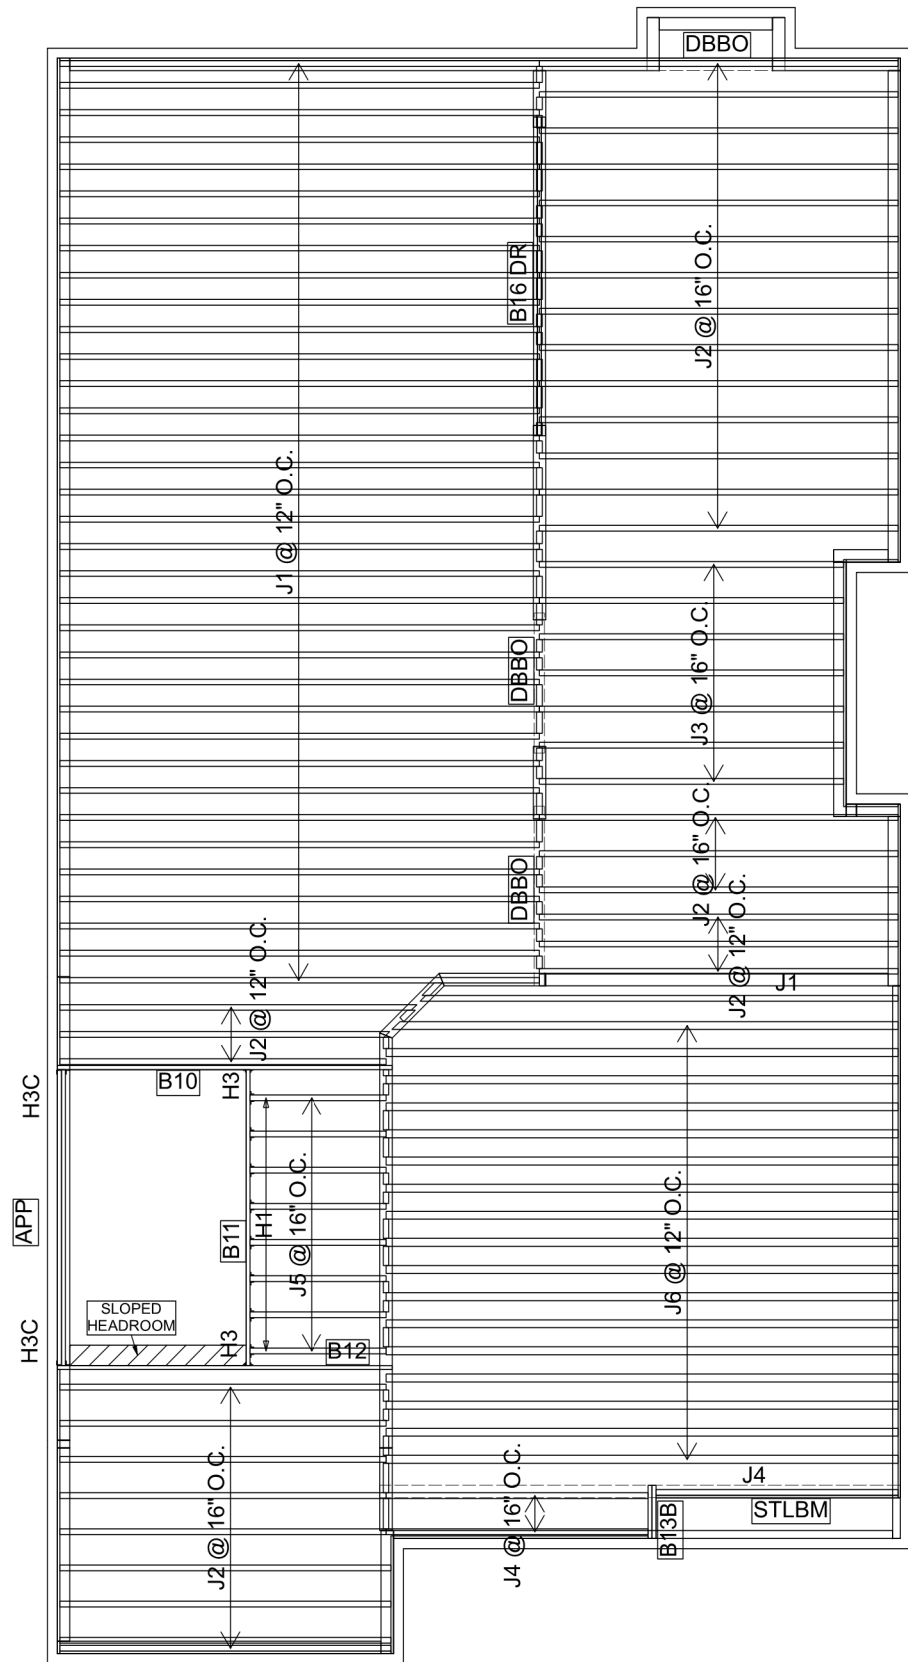 DBBO
J2 @ 16" O.C.
B16 DR
J1 @ 12" O.C.
DBBO
J3 @ 16" O.C.
J2 @ 16" O.C.
DBBO
J2 @ 12" O.C.
J2 @ 12" O.C.
J1
H3C
B10
H3
APP
B11
H1
J5 @ 16" O.C.
J6 @ 12" O.C.
H3C
SLOPED
HEADROOM
H3
B12
J2 @ 16" O.C.
J4 @ 16" O.C.
J4
B13B
STLBM